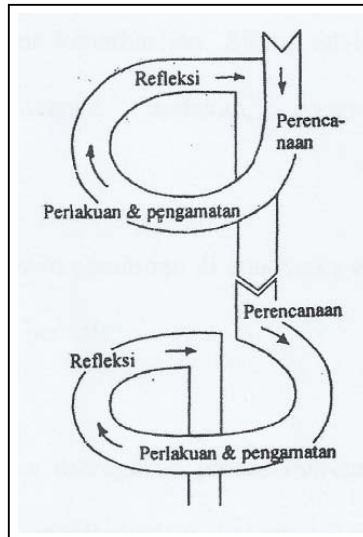 Refleksi
Perenca-
naan
Perlakuan & pengamatan
Perencanaan
Refleksi
Perlakuan & pengamatan